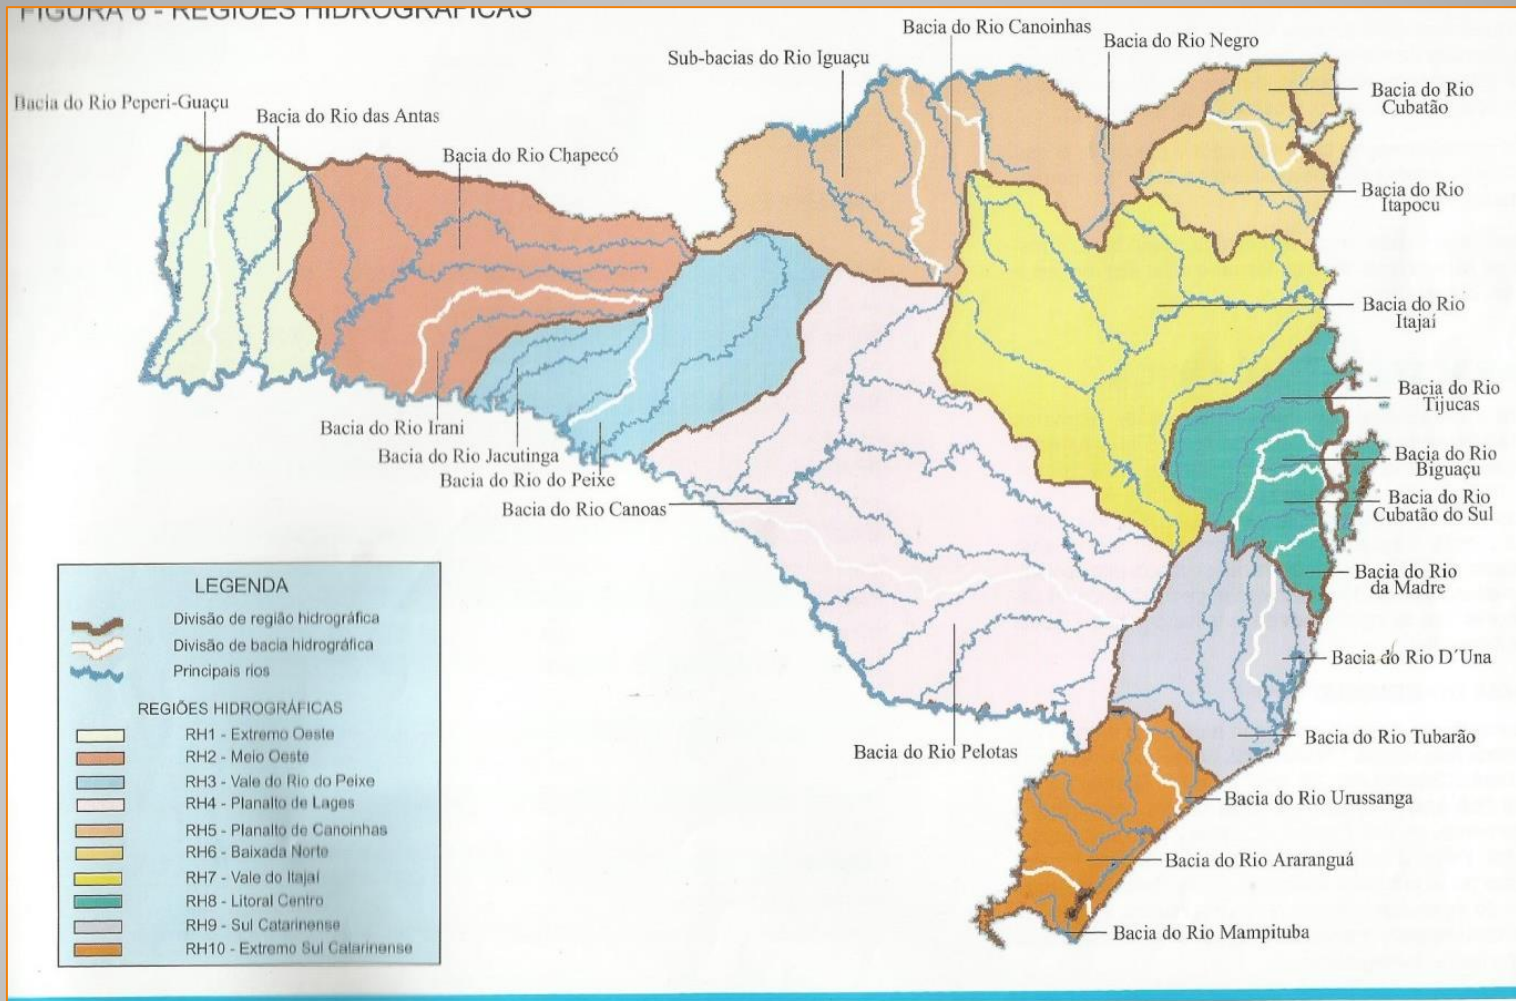 FIGURA 6 - REGIÕES HIDROGRÁFICAS
Bacia do Rio Canoinhas
Bacia do Rio Negro
Sub-bacias do Rio Iguaçu
Bacia do Rio
Cubatão
Bacia do Rio Peperi-Guaçu
Bacia do Rio das Antas
Bacia do Rio Chapecó
Bacia do Rio
Itapocu
Bacia do Rio
Itajaí
Bacia do Rio
Tijucas
Bacia do Rio Irani
Bacia do Rio Jacutinga
Bacia do Rio do Peixe
Bacia do Rio Canoas
Bacia do Rio
Biguaçu
Bacia do Rio
Cubatão do Sul
Bacia do Rio
da Madre
Bacia do Rio D´Una
Bacia do Rio Tubarão
Bacia do Rio Pelotas
Bacia do Rio Urussanga
Bacia do Rio Araranguá
Bacia do Rio Mampituba
LEGENDA
Divisão de região hidrográfica
Divisão de bacia hidrográfica
Principais rios
REGIÕES HIDROGRÁFICAS
RH1 - Extremo Oeste
RH2 - Meio Oeste
RH3 - Vale do Rio do Peixe
RH4 - Planalto de Lages
RH5 - Planalto de Canoinhas
RH6 - Baixada Norte
RH7 - Vale do Itajaí
RH8 - Litoral Centro
RH9 - Sul Catarinense
RH10 - Extremo Sul Catarinense